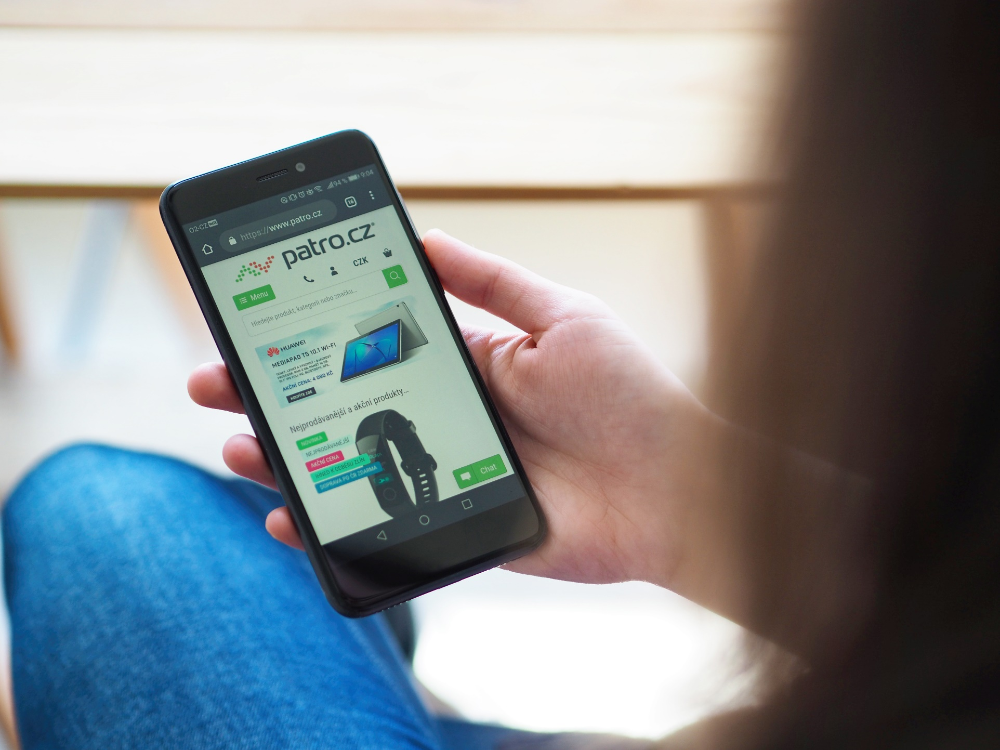 O2-CZ
94 % 9:04
https://www.patro.cz
16
patro.cz
CZK
Menu
Hledejte produkt, kategorii nebo značku...
HUAWEI
MEDIAPAD T5 10.1 WI-FI
TENKÝ, LEHKÝ A VÝKONNÝ - 8JÁDROVÝ
PROCESOR, RAM 2 GB, PAMĚŤ 16 GB,
10.1" IPS FULL HD, BLUETOOTH, GPS...
AKČNÍ CENA: 4 090 KČ
KOUPÍTE ZDE
Nejprodávanější a akční produkty...
NOVINKA
NEJPRODÁVANĚJŠÍ
AKČNÍ CENA
IHNED K ODBĚRU ZLÍN
DOPRAVA PO ČR ZDARMA
Chat